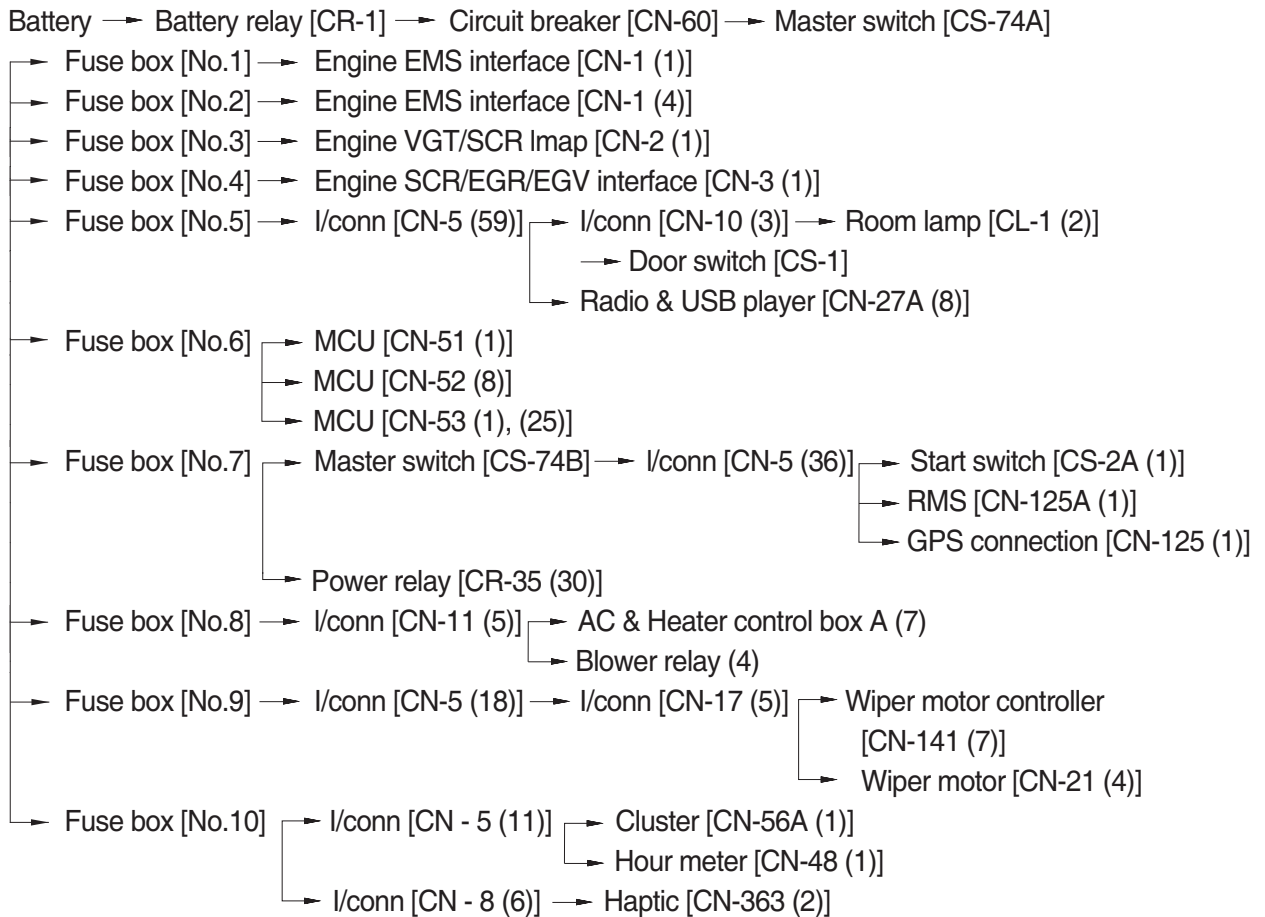 Battery → Battery relay [CR-1] → Circuit breaker [CN-60] → Master switch [CS-74A]
Fuse box [No.1] → Engine EMS interface [CN-1 (1)]
Fuse box [No.2] → Engine EMS interface [CN-1 (4)]
Fuse box [No.3] → Engine VGT/SCR lmap [CN-2 (1)]
Fuse box [No.4] → Engine SCR/EGR/EGV interface [CN-3 (1)]
Fuse box [No.5] → I/conn [CN-5 (59)] → I/conn [CN-10 (3)] → Room lamp [CL-1 (2)]
→ Door switch [CS-1]
→ Radio & USB player [CN-27A (8)]
Fuse box [No.6] → MCU [CN-51 (1)]
→ MCU [CN-52 (8)]
→ MCU [CN-53 (1), (25)]
Fuse box [No.7] → Master switch [CS-74B] → I/conn [CN-5 (36)] → Start switch [CS-2A (1)]
→ RMS [CN-125A (1)]
→ GPS connection [CN-125 (1)]
→ Power relay [CR-35 (30)]
Fuse box [No.8] → I/conn [CN-11 (5)] → AC & Heater control box A (7)
→ Blower relay (4)
Fuse box [No.9] → I/conn [CN-5 (18)] → I/conn [CN-17 (5)] → Wiper motor controller
[CN-141 (7)]
→ Wiper motor [CN-21 (4)]
Fuse box [No.10] → I/conn [CN - 5 (11)] → Cluster [CN-56A (1)]
→ Hour meter [CN-48 (1)]
→ I/conn [CN - 8 (6)] → Haptic [CN-363 (2)]